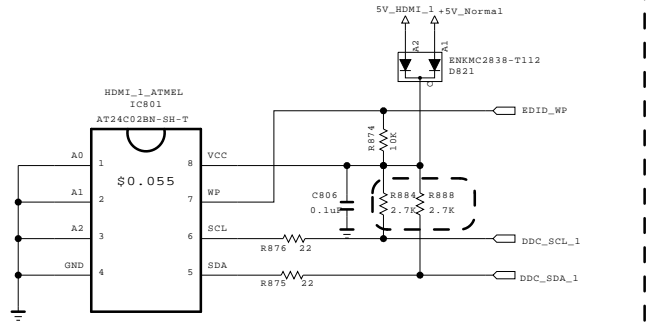 5V_HDMI_1 +5V_Normal
A2
A1
ENKMC2838-T112
D821
C
HDMI_1_ATMEL
IC801
AT24C02BN-SH-T
EDID_WP
R874
10K
A0 1 8 VCC
$0.055
A1 2 7 WP
C806
0.1uF
R884 R888
2.7K 2.7K
A2 3 6 SCL
R876 22
DDC_SCL_1
GND 4 5 SDA
R875 22
DDC_SDA_1